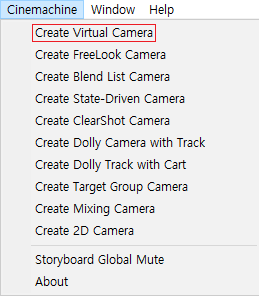 Cinemachine Window Help
Create Virtual Camera
Create FreeLook Camera
Create Blend List Camera
Create State-Driven Camera
Create ClearShot Camera
Create Dolly Camera with Track
Create Dolly Track with Cart
Create Target Group Camera
Create Mixing Camera
Create 2D Camera
Storyboard Global Mute
About